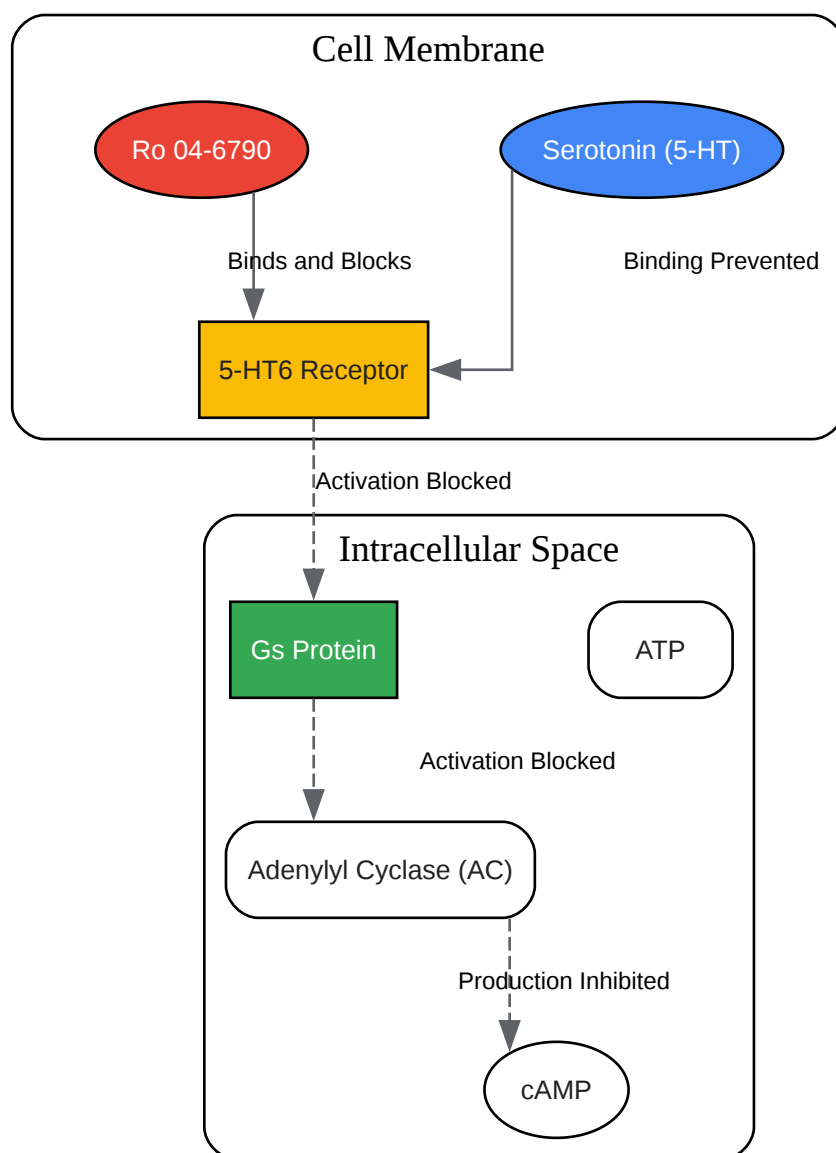 Cell Membrane
Ro 04-6790
Serotonin (5-HT)
Binds and Blocks
Binding Prevented
5-HT6 Receptor
Activation Blocked
Intracellular Space
Gs Protein
ATP
Activation Blocked
Adenylyl Cyclase (AC)
Production Inhibited
cAMP